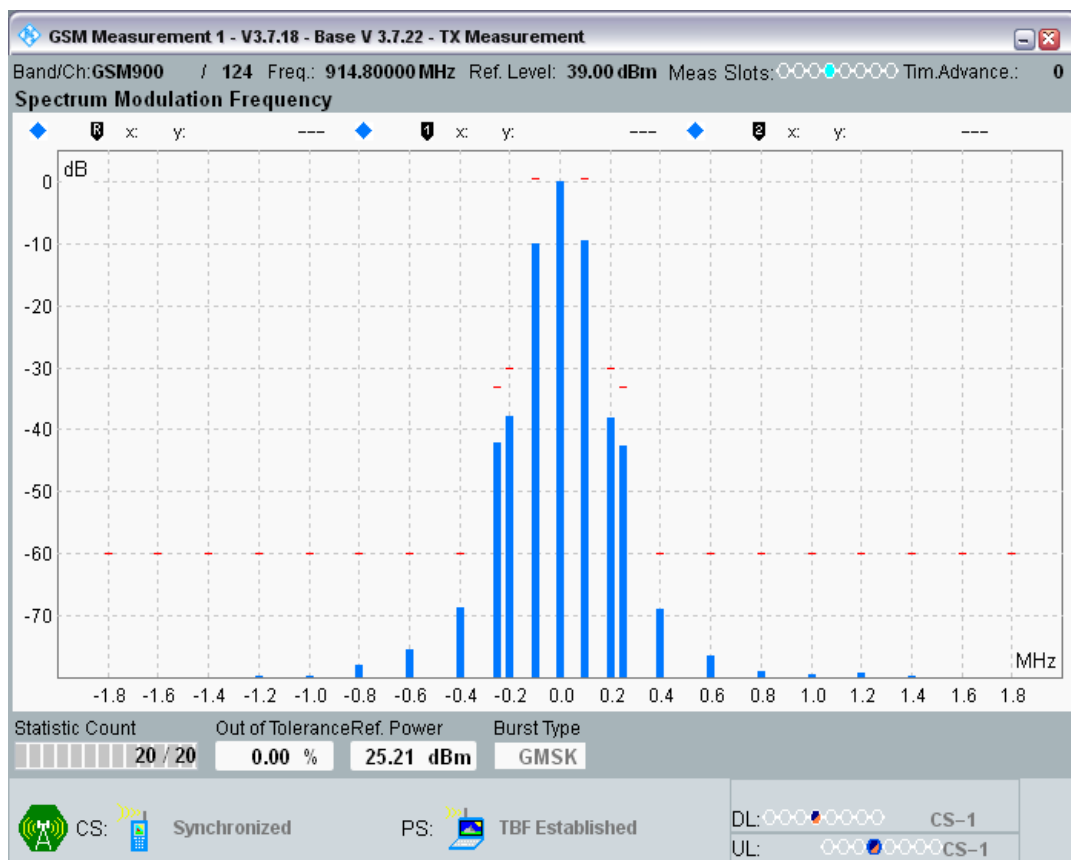 GSM Measurement 1 - V3.7.18 - Base V 3.7.22 - TX Measurement
Band/Ch:GSM900 / 124 Freq.: 914.80000 MHz Ref. Level: 39.00 dBm Meas Slots: Tim.Advance.: 0
Spectrum Modulation Frequency
R x: y: --- 1 x: y: --- 2 x: y: ---
dB
0
-10
-20
-30
-40
-50
-60
-70
MHz
-1.8 -1.6 -1.4 -1.2 -1.0 -0.8 -0.6 -0.4 -0.2 0.0 0.2 0.4 0.6 0.8 1.0 1.2 1.4 1.6 1.8
Statistic Count Out of Tolerance Ref. Power Burst Type
20 / 20 0.00 % 25.21 dBm GMSK
CS: Synchronized PS: TBF Established
DL: CS-1
UL: CS-1